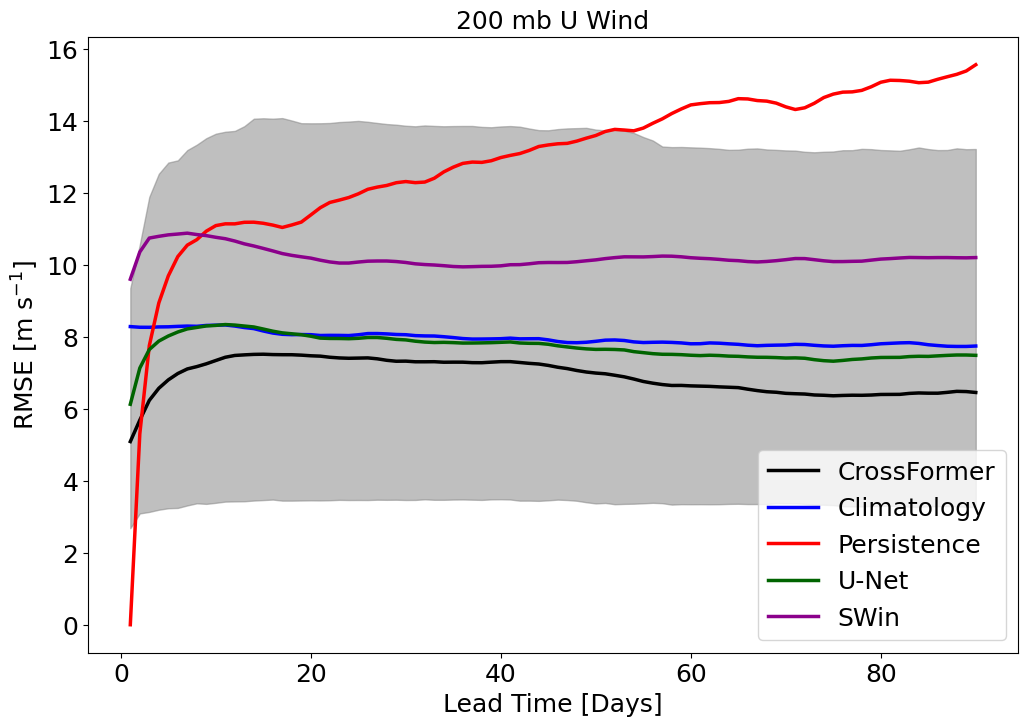 200 mb U Wind
RMSE [m s⁻¹]
16
14
12
10
8
6
4
2
0
0 20 40 60 80
Lead Time [Days]
CrossFormer
Climatology
Persistence
U-Net
SWin